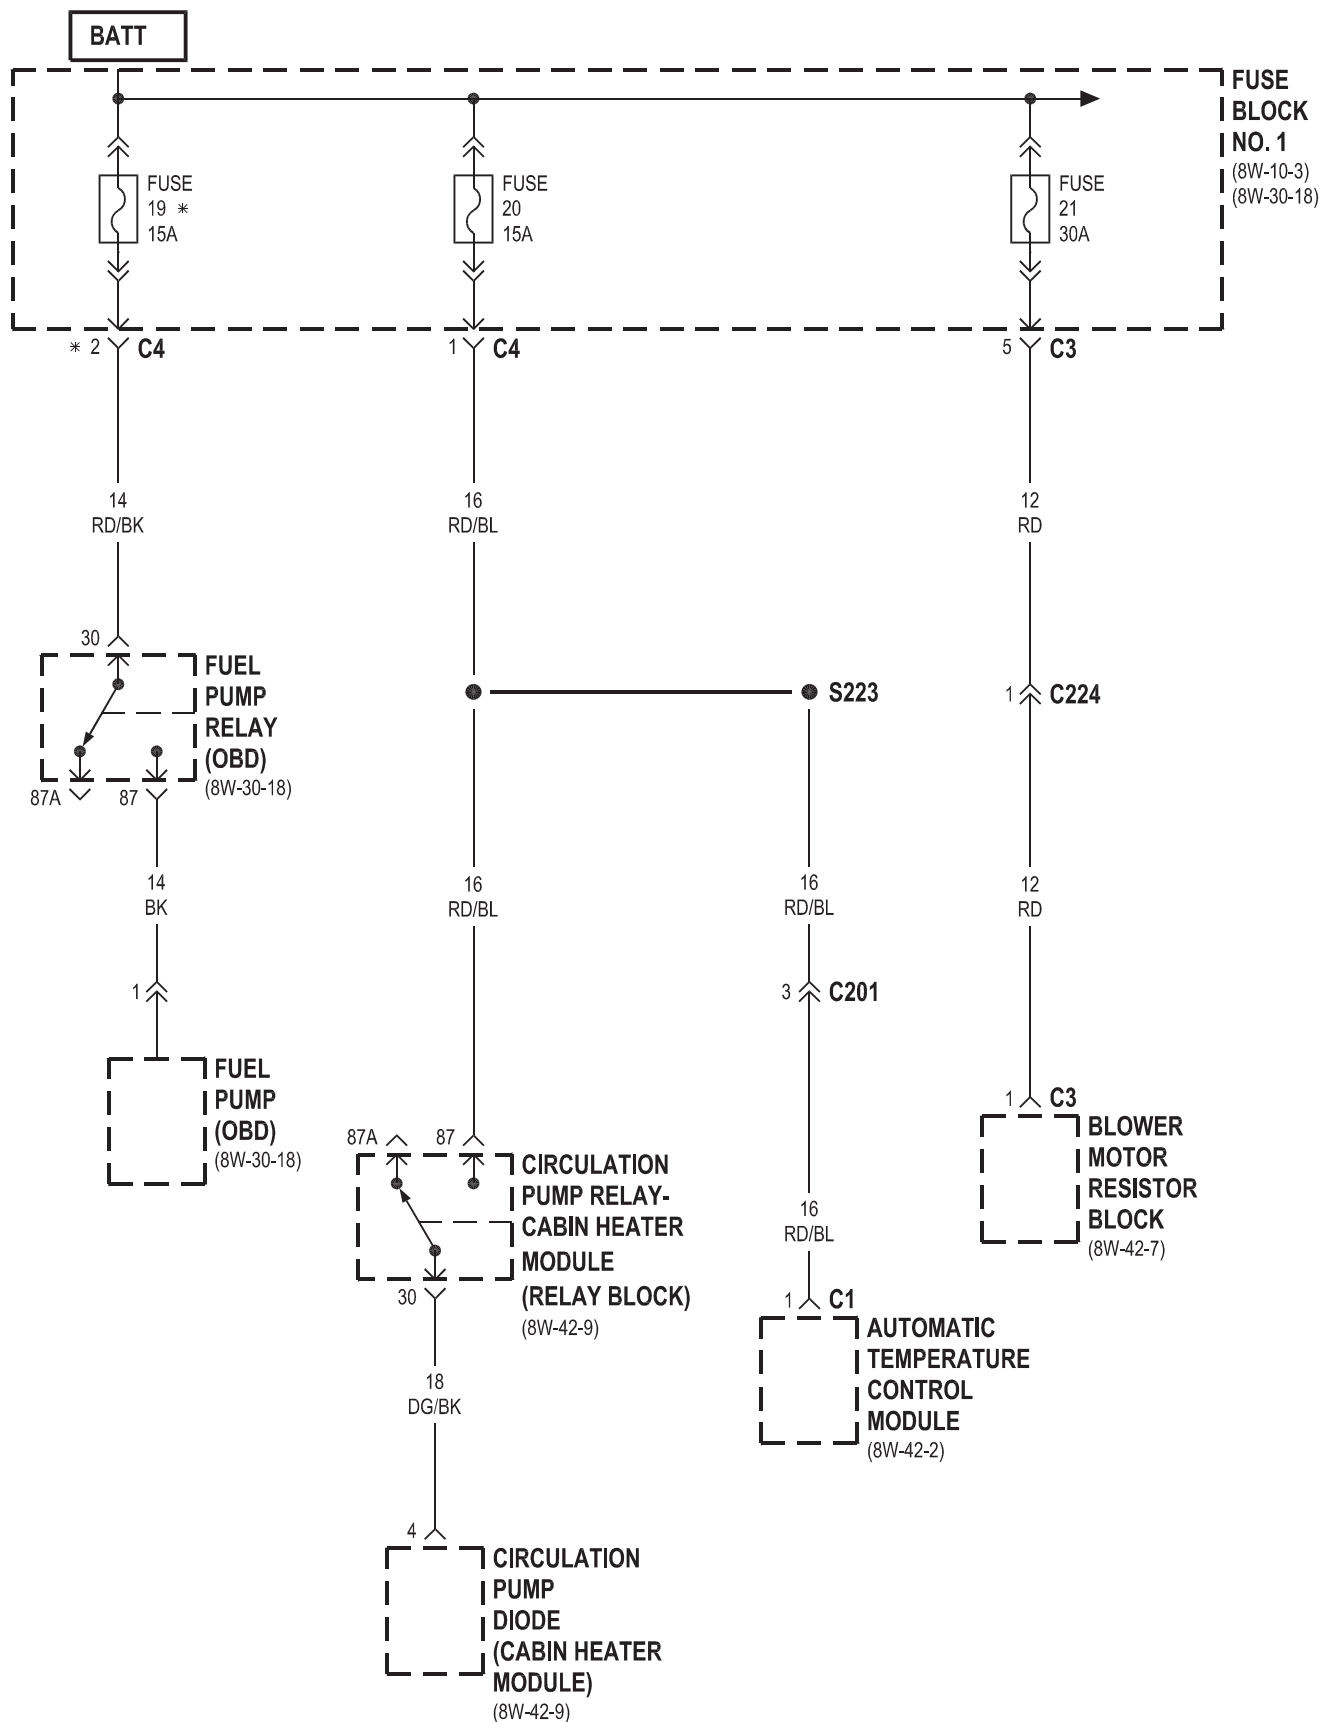 BATT
FUSE
BLOCK
NO. 1
(8W-10-3)
(8W-30-18)
FUSE
19 *
15A
FUSE
20
15A
FUSE
21
30A
* 2 C4
1 C4
5 C3
14
RD/BK
16
RD/BL
12
RD
30
FUEL
PUMP
RELAY
(OBD)
(8W-30-18)
87A 87
S223
1 C224
14
BK
16
RD/BL
16
RD/BL
12
RD
1
3 C201
FUEL
PUMP
(OBD)
(8W-30-18)
1 C3
BLOWER
MOTOR
RESISTOR
BLOCK
(8W-42-7)
87A 87
CIRCULATION
PUMP RELAY-
CABIN HEATER
MODULE
(RELAY BLOCK)
(8W-42-9)
30
16
RD/BL
1 C1
AUTOMATIC
TEMPERATURE
CONTROL
MODULE
(8W-42-2)
18
DG/BK
4
CIRCULATION
PUMP
DIODE
(CABIN HEATER
MODULE)
(8W-42-9)